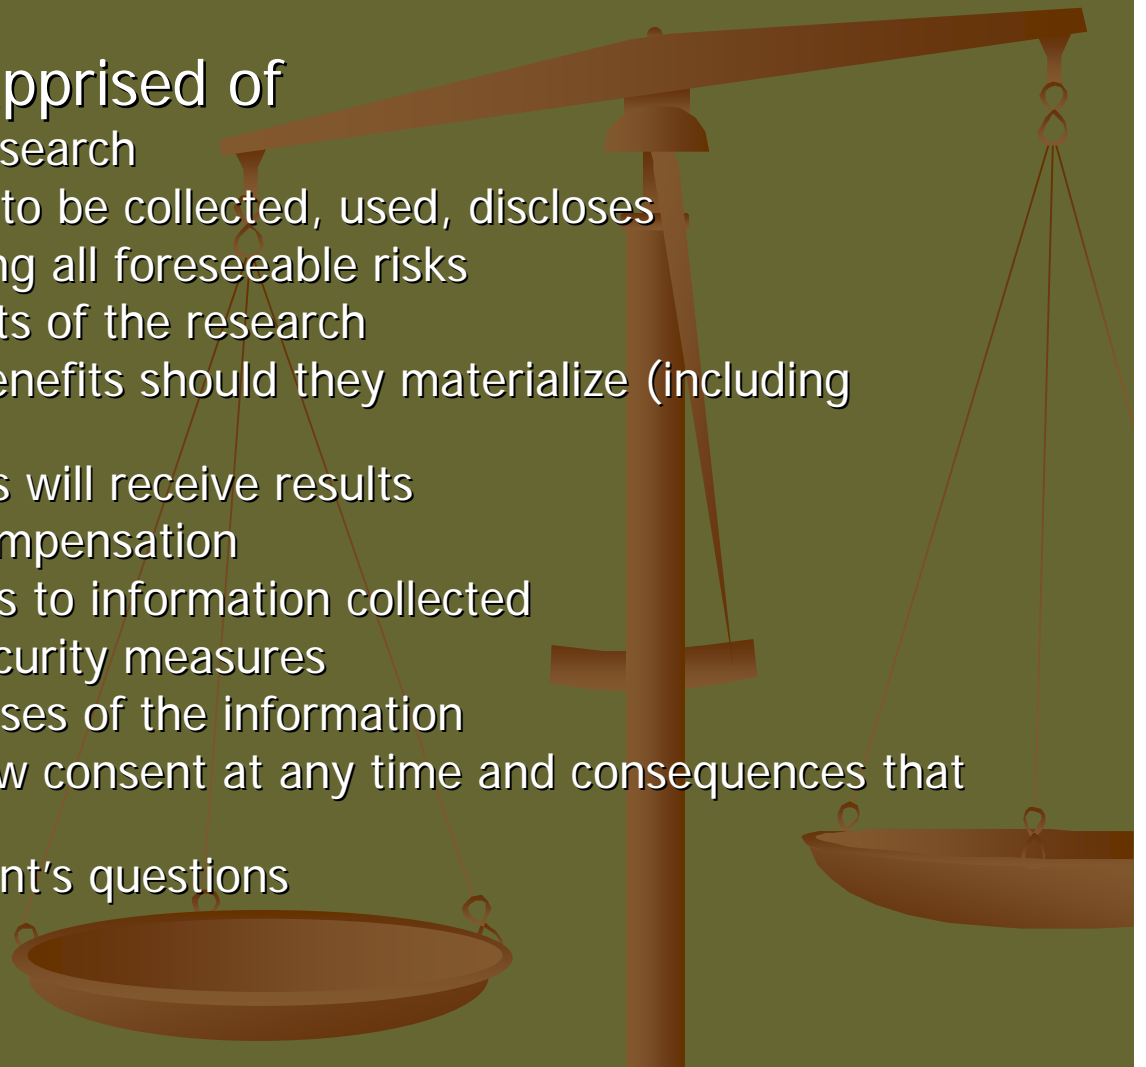 pprised of
search
to be collected, used, discloses
ng all foreseeable risks
ts of the research
enefits should they materialize (including
s will receive results
mpensation
s to information collected
curity measures
ses of the information
w consent at any time and consequences that
nt’s questions